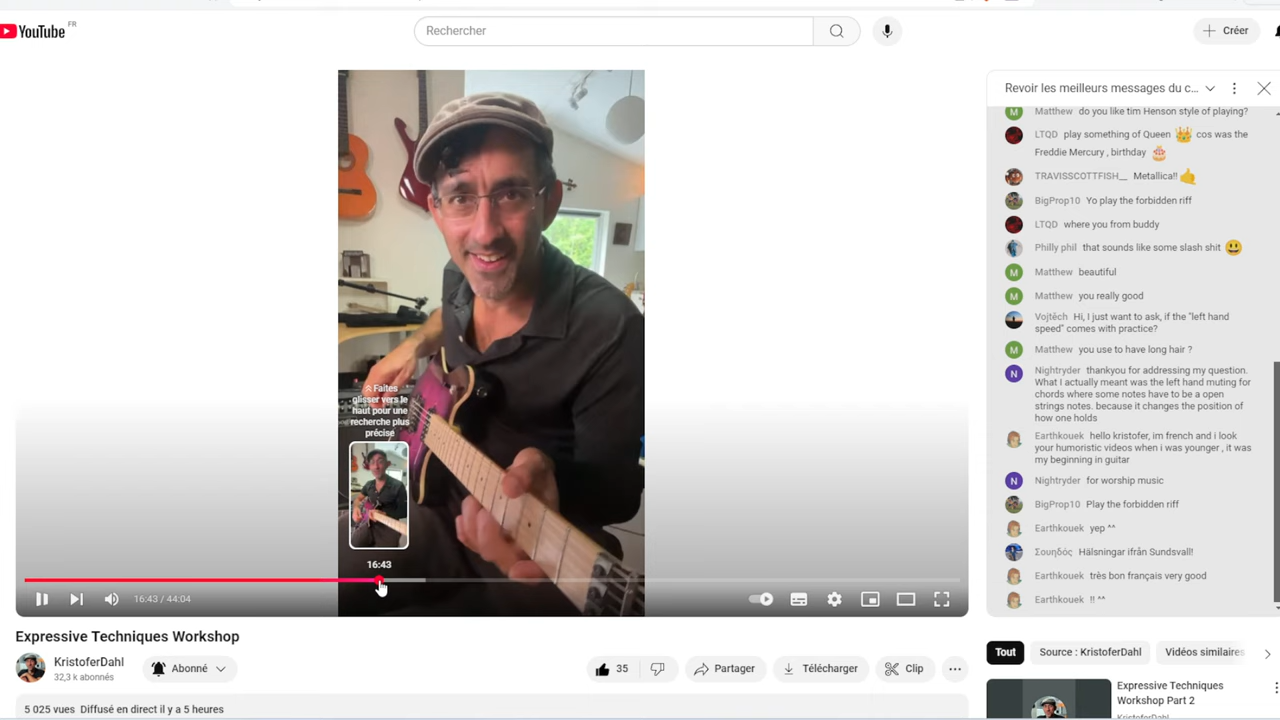 YouTube FR
Rechercher
Créer
Revoir les meilleurs messages du c...
Matthew do you like tim Henson style of playing?
LTQD play something of Queen 👑 cos was the
Freddie Mercury , birthday 🎂
TRAVISSCOTTFISH__ Metallica!! 🤙
BigProp10 Yo play the forbidden riff
LTQD where you from buddy
Philly phil that sounds like some slash shit 😃
Matthew beautiful
Matthew you really good
Vojtěch Hi, I just want to ask, if the "left hand
speed" comes with practice?
Matthew you use to have long hair ?
Nightryder thankyou for addressing my question.
What I actually meant was the left hand muting for
chords where some notes have to be a open
strings notes. because it changes the position of
how one holds
Earthkouek hello kristofer, im french and i look
your humoristic videos when i was younger , it was
my beginning in guitar
Nightryder for worship music
BigProp10 Play the forbidden riff
Earthkouek yep ^^
Σουηδός Hälsningar ifrån Sundsvall!
Earthkouek très bon français very good
Earthkouek !! ^^
Faites
glisser vers le
haut pour une
recherche plus
précise
16:43
16:43 / 44:04
Expressive Techniques Workshop
KristoferDahl
32,3 k abonnés
Abonné
35
Partager
Télécharger
Clip
5 025 vues Diffusé en direct il y a 5 heures
Tout
Source : KristoferDahl
Vidéos similaires
Expressive Techniques
Workshop Part 2
KristoferDahl